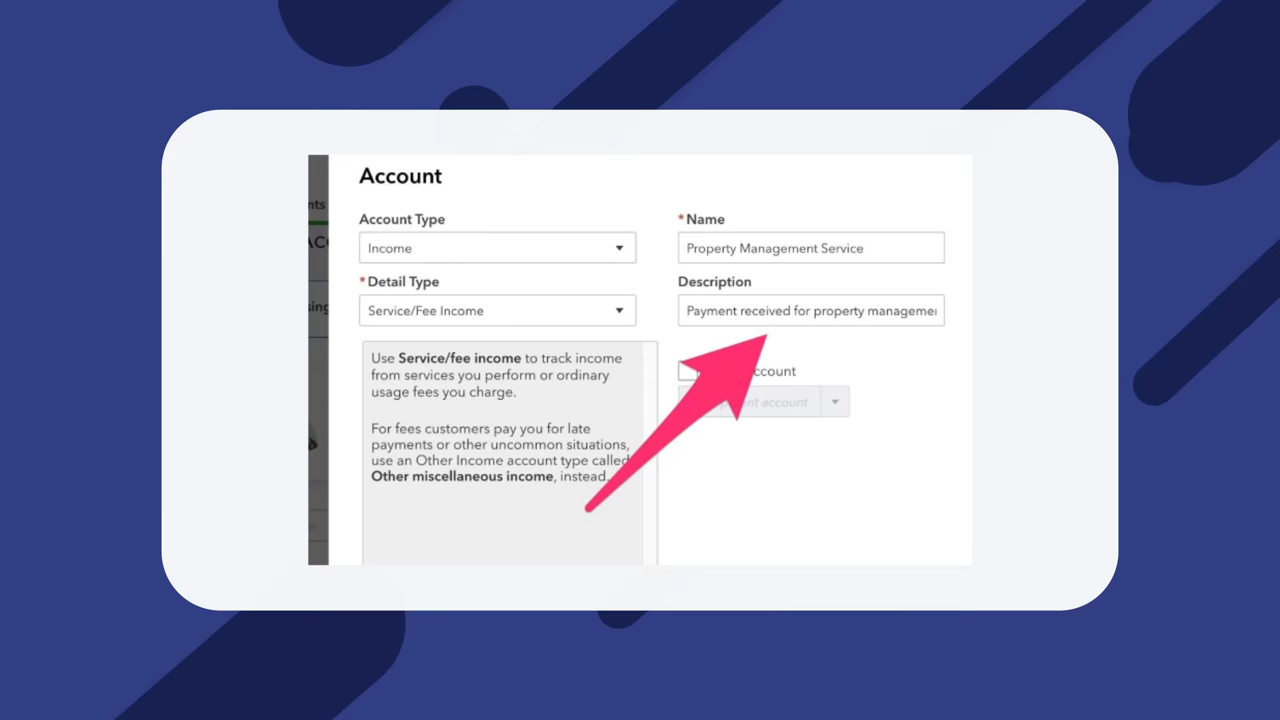 Account
Account Type
Income
* Detail Type
Service/Fee Income
Use Service/fee income to track income
from services you perform or ordinary
usage fees you charge.
For fees customers pay you for late
payments or other uncommon situations,
use an Other Income account type called
Other miscellaneous income, instead.
* Name
Property Management Service
Description
Payment received for property manageme
account